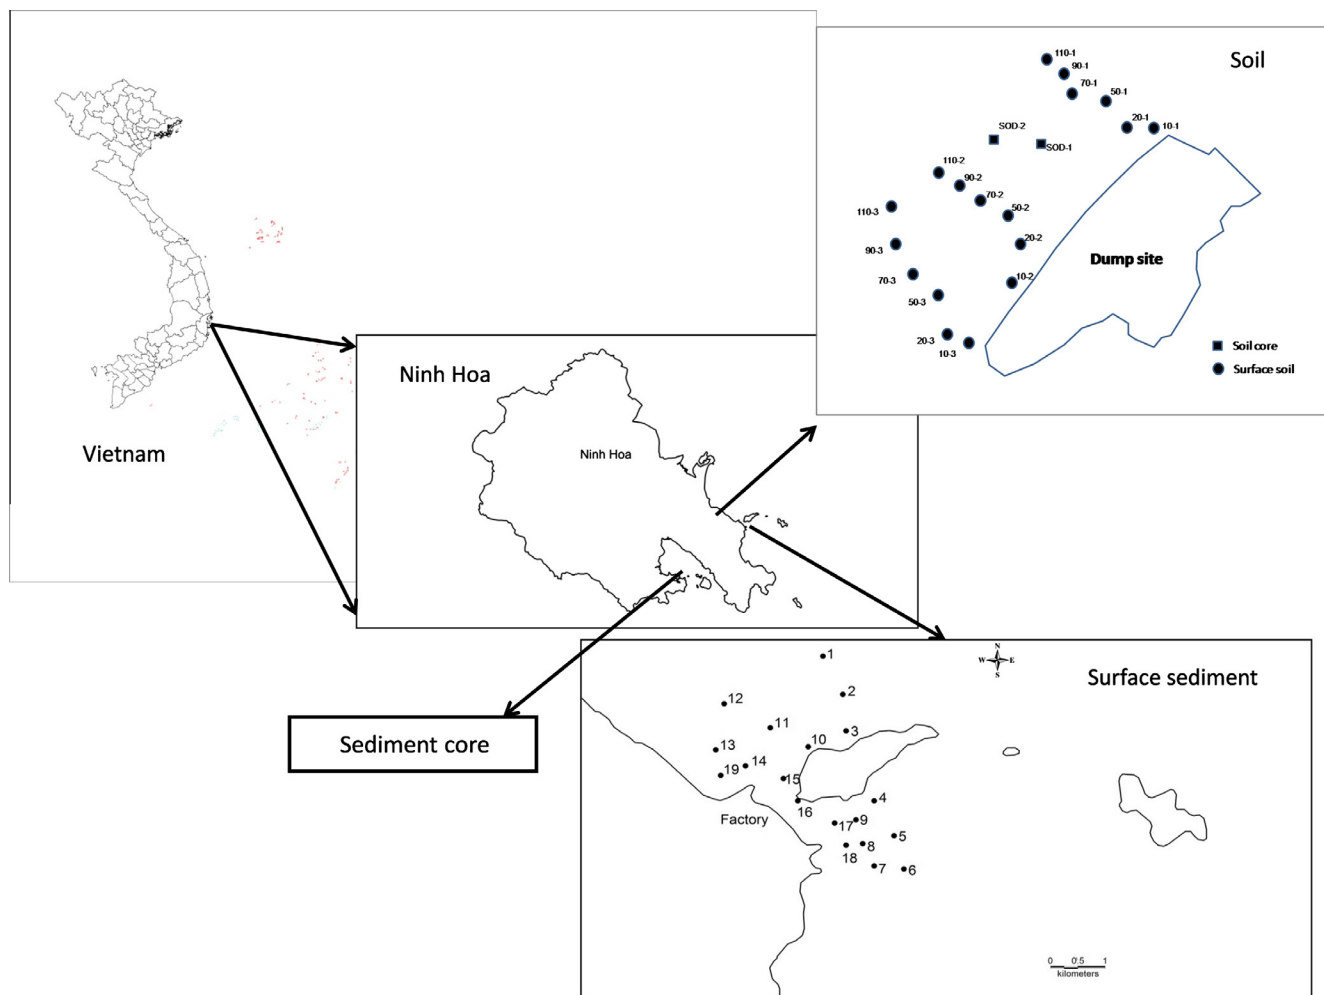 Vietnam
Ninh Hoa
Ninh Hoa
Soil
110-1
90-1
70-1
50-1
20-1
10-1
SOD-2
SOD-1
110-2
90-2
70-2
50-2
20-2
10-2
110-3
90-3
70-3
50-3
20-3
10-3
Dump site
Soil core
Surface soil
Sediment core
Surface sediment
N
W E
S
1
2
3
12
11
10
13
14
19
15
16
4
Factory
17
9
5
18
8
7
6
0 0.5 1
kilometers